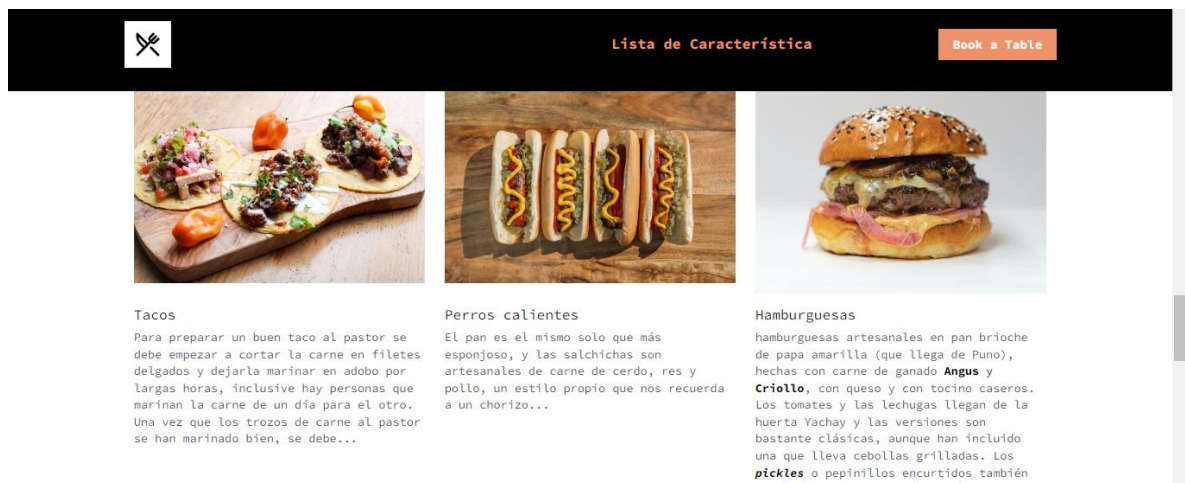 Lista de Característica
Book a Table
Tacos
Para preparar un buen taco al pastor se
debe empezar a cortar la carne en filetes
delgados y dejarla marinar en adobo por
largas horas, inclusive hay personas que
marinan la carne de un día para el otro.
Una vez que los trozos de carne al pastor
se han marinado bien, se debe...
Perros calientes
El pan es el mismo solo que más
esponjoso, y las salchichas son
artesanales de carne de cerdo, res y
pollo, un estilo propio que nos recuerda
a un chorizo...
Hamburguesas
hamburguesas artesanales en pan brioche
de papa amarilla (que llega de Puno),
hechas con carne de ganado Angus y
Criollo, con queso y con tocino caseros.
Los tomates y las lechugas llegan de la
huerta Yachay y las versiones son
bastante clásicas, aunque han incluido
una que lleva cebollas grilladas. Los
pickles o pepinillos encurtidos también